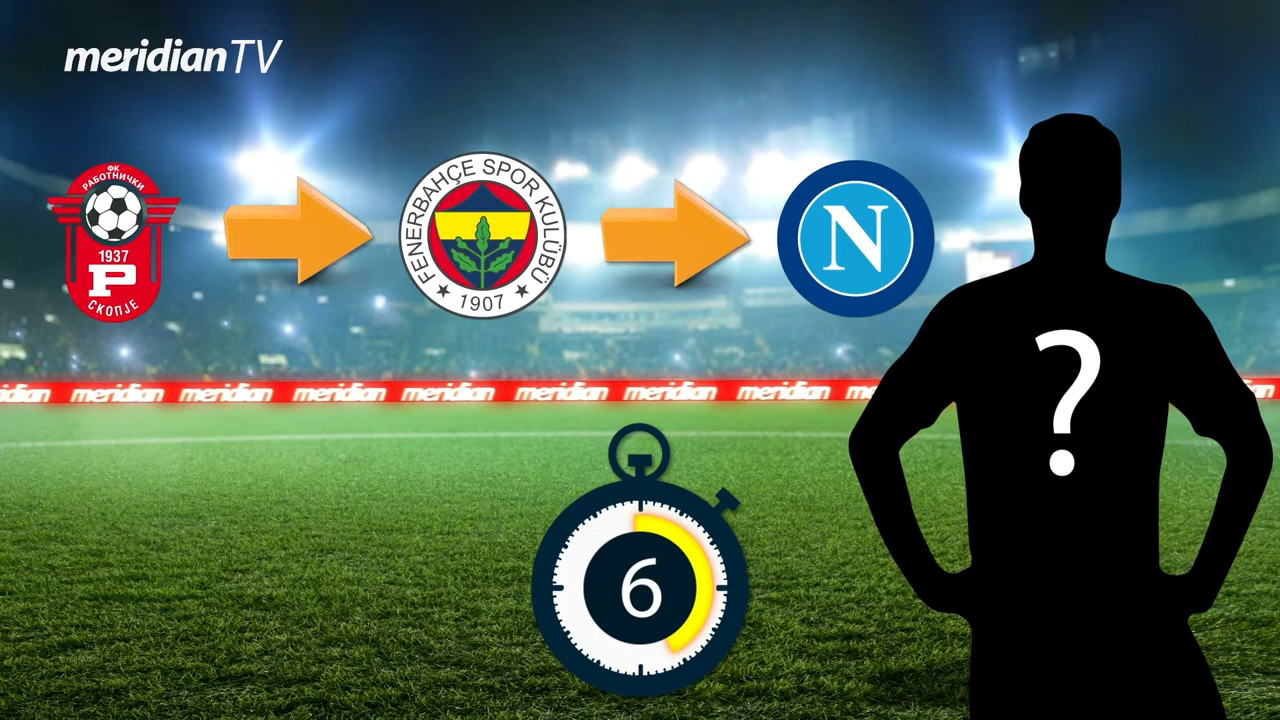 meridianTV
ФК
РАБОТНИЧКИ
1937
Р
СКОПЈЕ
FENERBAHÇE SPOR KULÜBÜ
★ 1907 ★
N
?
meridian meridian meridian meridian meridian meridian meridian meridian
6